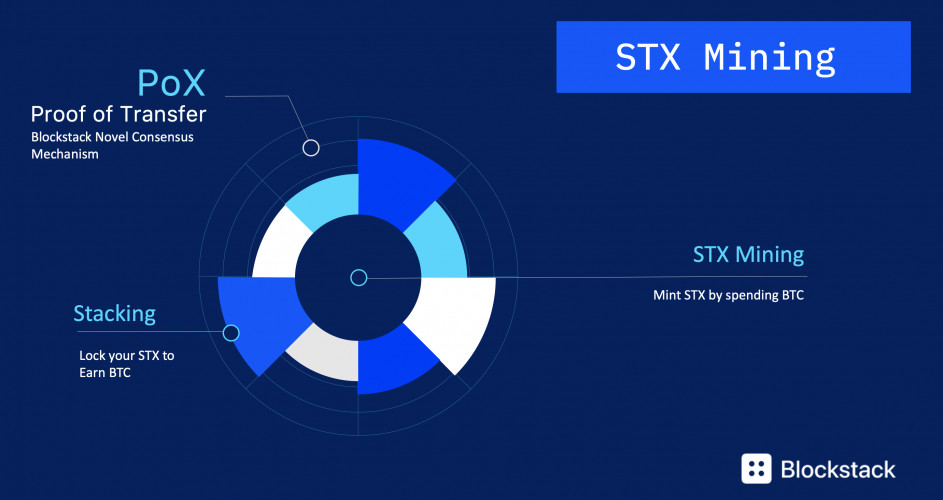 STX Mining
PoX
Proof of Transfer
Blockstack Novel Consensus
Mechanism
STX Mining
Mint STX by spending BTC
Stacking
Lock your STX to
Earn BTC
Blockstack